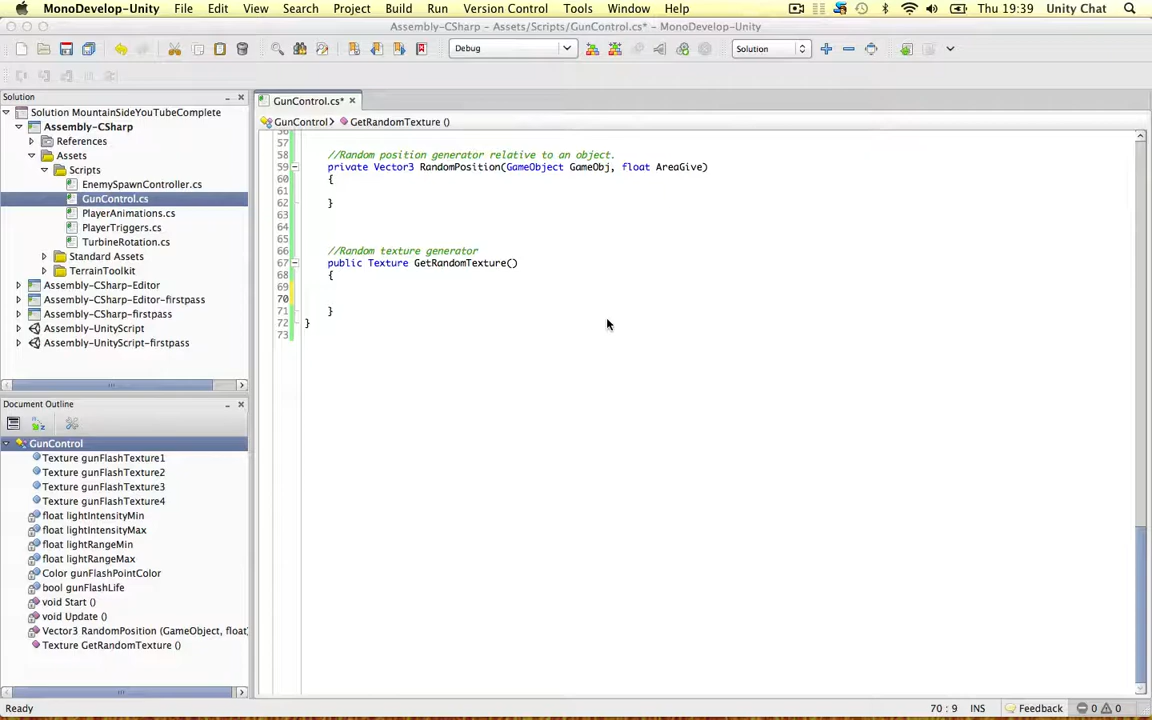 MonoDevelop-Unity File Edit View Search Project Build Run Version Control Tools Window Help Thu 19:39 Unity Chat
Assembly-CSharp - Assets/Scripts/GunControl.cs* - MonoDevelop-Unity
Debug Solution
Solution
Solution MountainSideYouTubeComplete
Assembly-CSharp
References
Assets
Scripts
EnemySpawnController.cs
GunControl.cs
PlayerAnimations.cs
PlayerTriggers.cs
TurbineRotation.cs
Standard Assets
TerrainToolkit
Assembly-CSharp-Editor
Assembly-CSharp-Editor-firstpass
Assembly-CSharp-firstpass
Assembly-UnityScript
Assembly-UnityScript-firstpass
Document Outline
GunControl
Texture gunFlashTexture1
Texture gunFlashTexture2
Texture gunFlashTexture3
Texture gunFlashTexture4
float lightIntensityMin
float lightIntensityMax
float lightRangeMin
float lightRangeMax
Color gunFlashPointColor
bool gunFlashLife
void Start ()
void Update ()
Vector3 RandomPosition (GameObject, float)
Texture GetRandomTexture ()
GunControl.cs*
GunControl GetRandomTexture ()
56
57
58 //Random position generator relative to an object.
59 private Vector3 RandomPosition(GameObject GameObj, float AreaGive)
60 {
61
62 }
63
64
65
66 //Random texture generator
67 public Texture GetRandomTexture()
68 {
69
70
71 }
72 }
73
Ready 70 : 9 INS Feedback 0 0